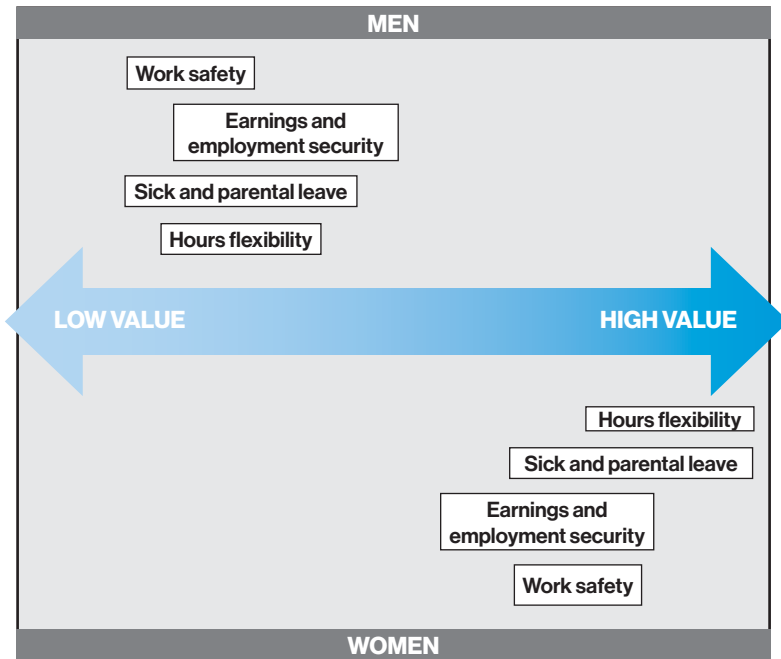 MEN
Work safety
Earnings and
employment security
Sick and parental leave
Hours flexibility
LOW VALUE
HIGH VALUE
Hours flexibility
Sick and parental leave
Earnings and
employment security
Work safety
WOMEN